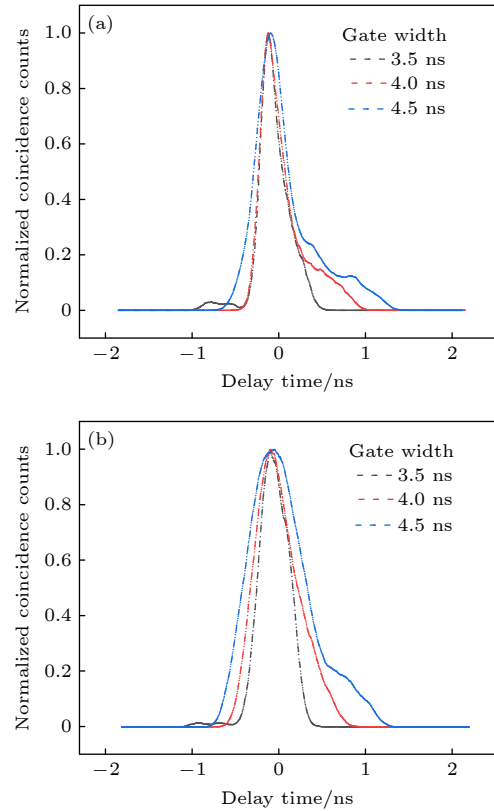 (a)
Gate width
3.5 ns
4.0 ns
4.5 ns
Normalized coincidence counts
1.0
0.8
0.6
0.4
0.2
0
−2
−1
0
1
2
Delay time/ns
(b)
Gate width
3.5 ns
4.0 ns
4.5 ns
Normalized coincidence counts
1.0
0.8
0.6
0.4
0.2
0
−2
−1
0
1
2
Delay time/ns